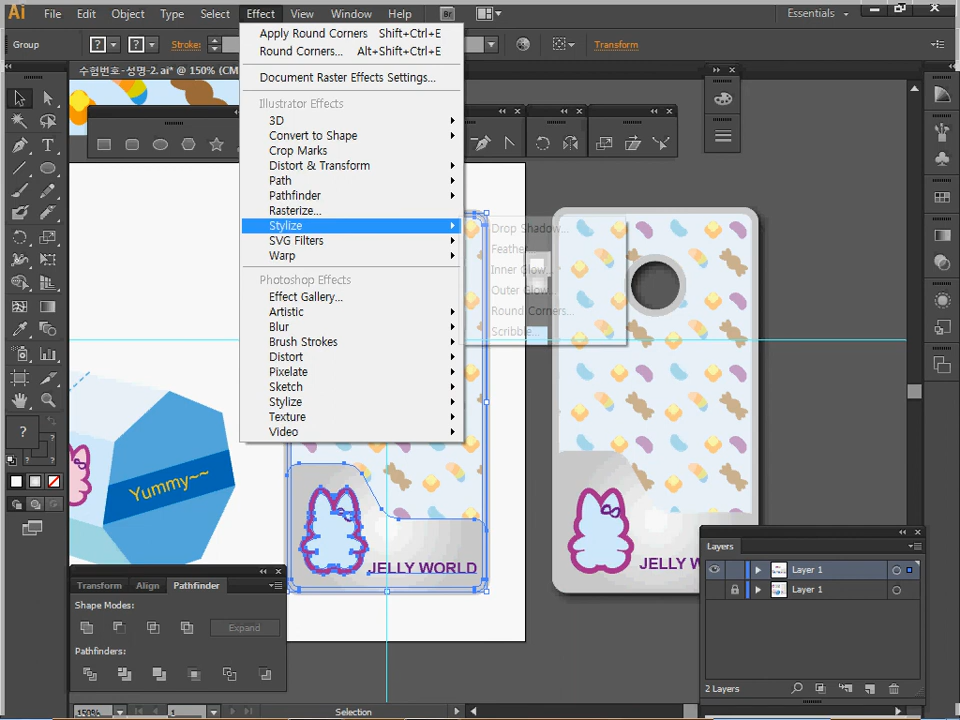 Ai File Edit Object Type Select Effect View Window Help Br Essentials
Group ? ? Stroke: Transform
수험번호-성명-2.ai* @ 150% (CM
Apply Round Corners Shift+Ctrl+E
Round Corners... Alt+Shift+Ctrl+E
Document Raster Effects Settings...
Illustrator Effects
3D
Convert to Shape
Crop Marks
Distort & Transform
Path
Pathfinder
Rasterize...
Stylize
SVG Filters
Warp
Photoshop Effects
Effect Gallery...
Artistic
Blur
Brush Strokes
Distort
Pixelate
Sketch
Stylize
Texture
Video
Drop Shadow...
Feather...
Inner Glow...
Outer Glow...
Round Corners...
Scribble...
?
Yummy~~
JELLY WORLD
JELLY W
Transform Align Pathfinder
Shape Modes:
Expand
Pathfinders:
Layers
Layer 1
Layer 1
2 Layers
150% 1 Selection